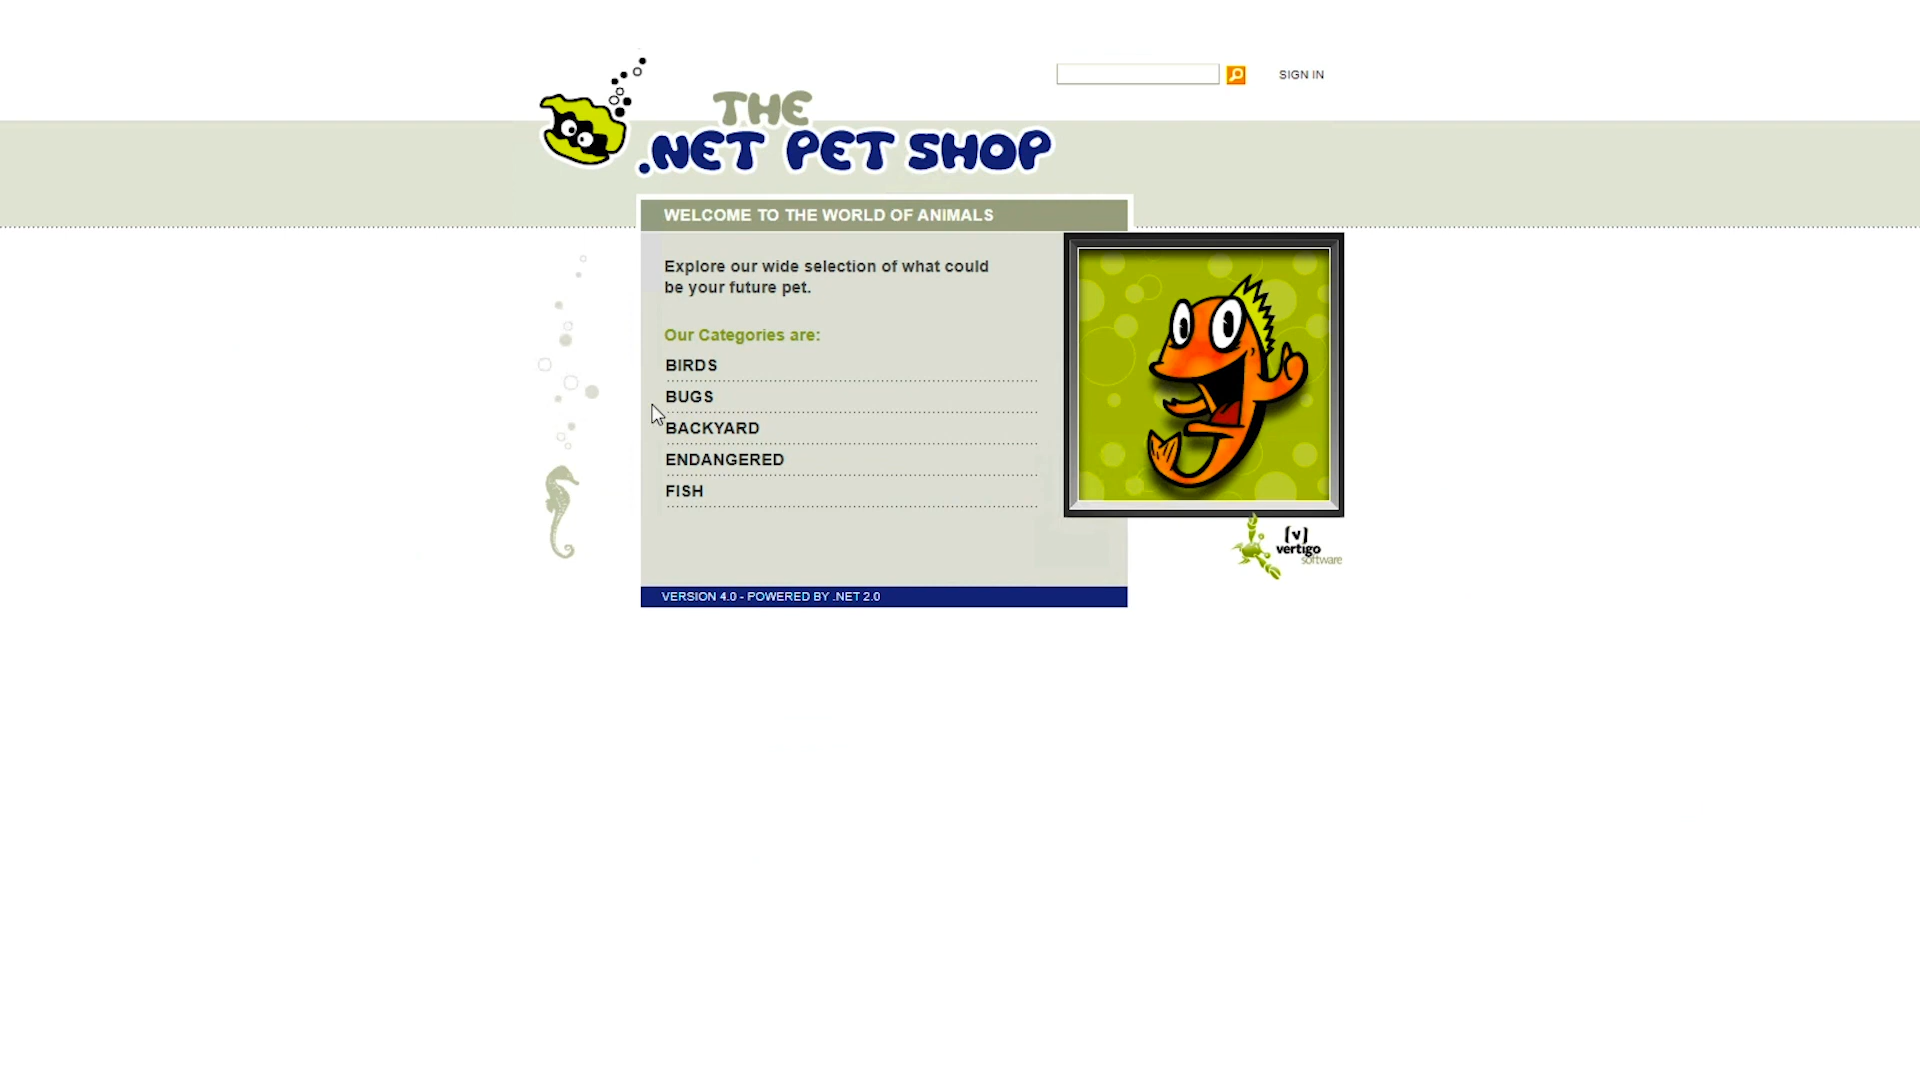 SIGN IN
THE
.NET PET SHOP
WELCOME TO THE WORLD OF ANIMALS
Explore our wide selection of what could
be your future pet.
Our Categories are:
BIRDS
BUGS
BACKYARD
ENDANGERED
FISH
[v]
vertigo
software
VERSION 4.0 - POWERED BY .NET 2.0